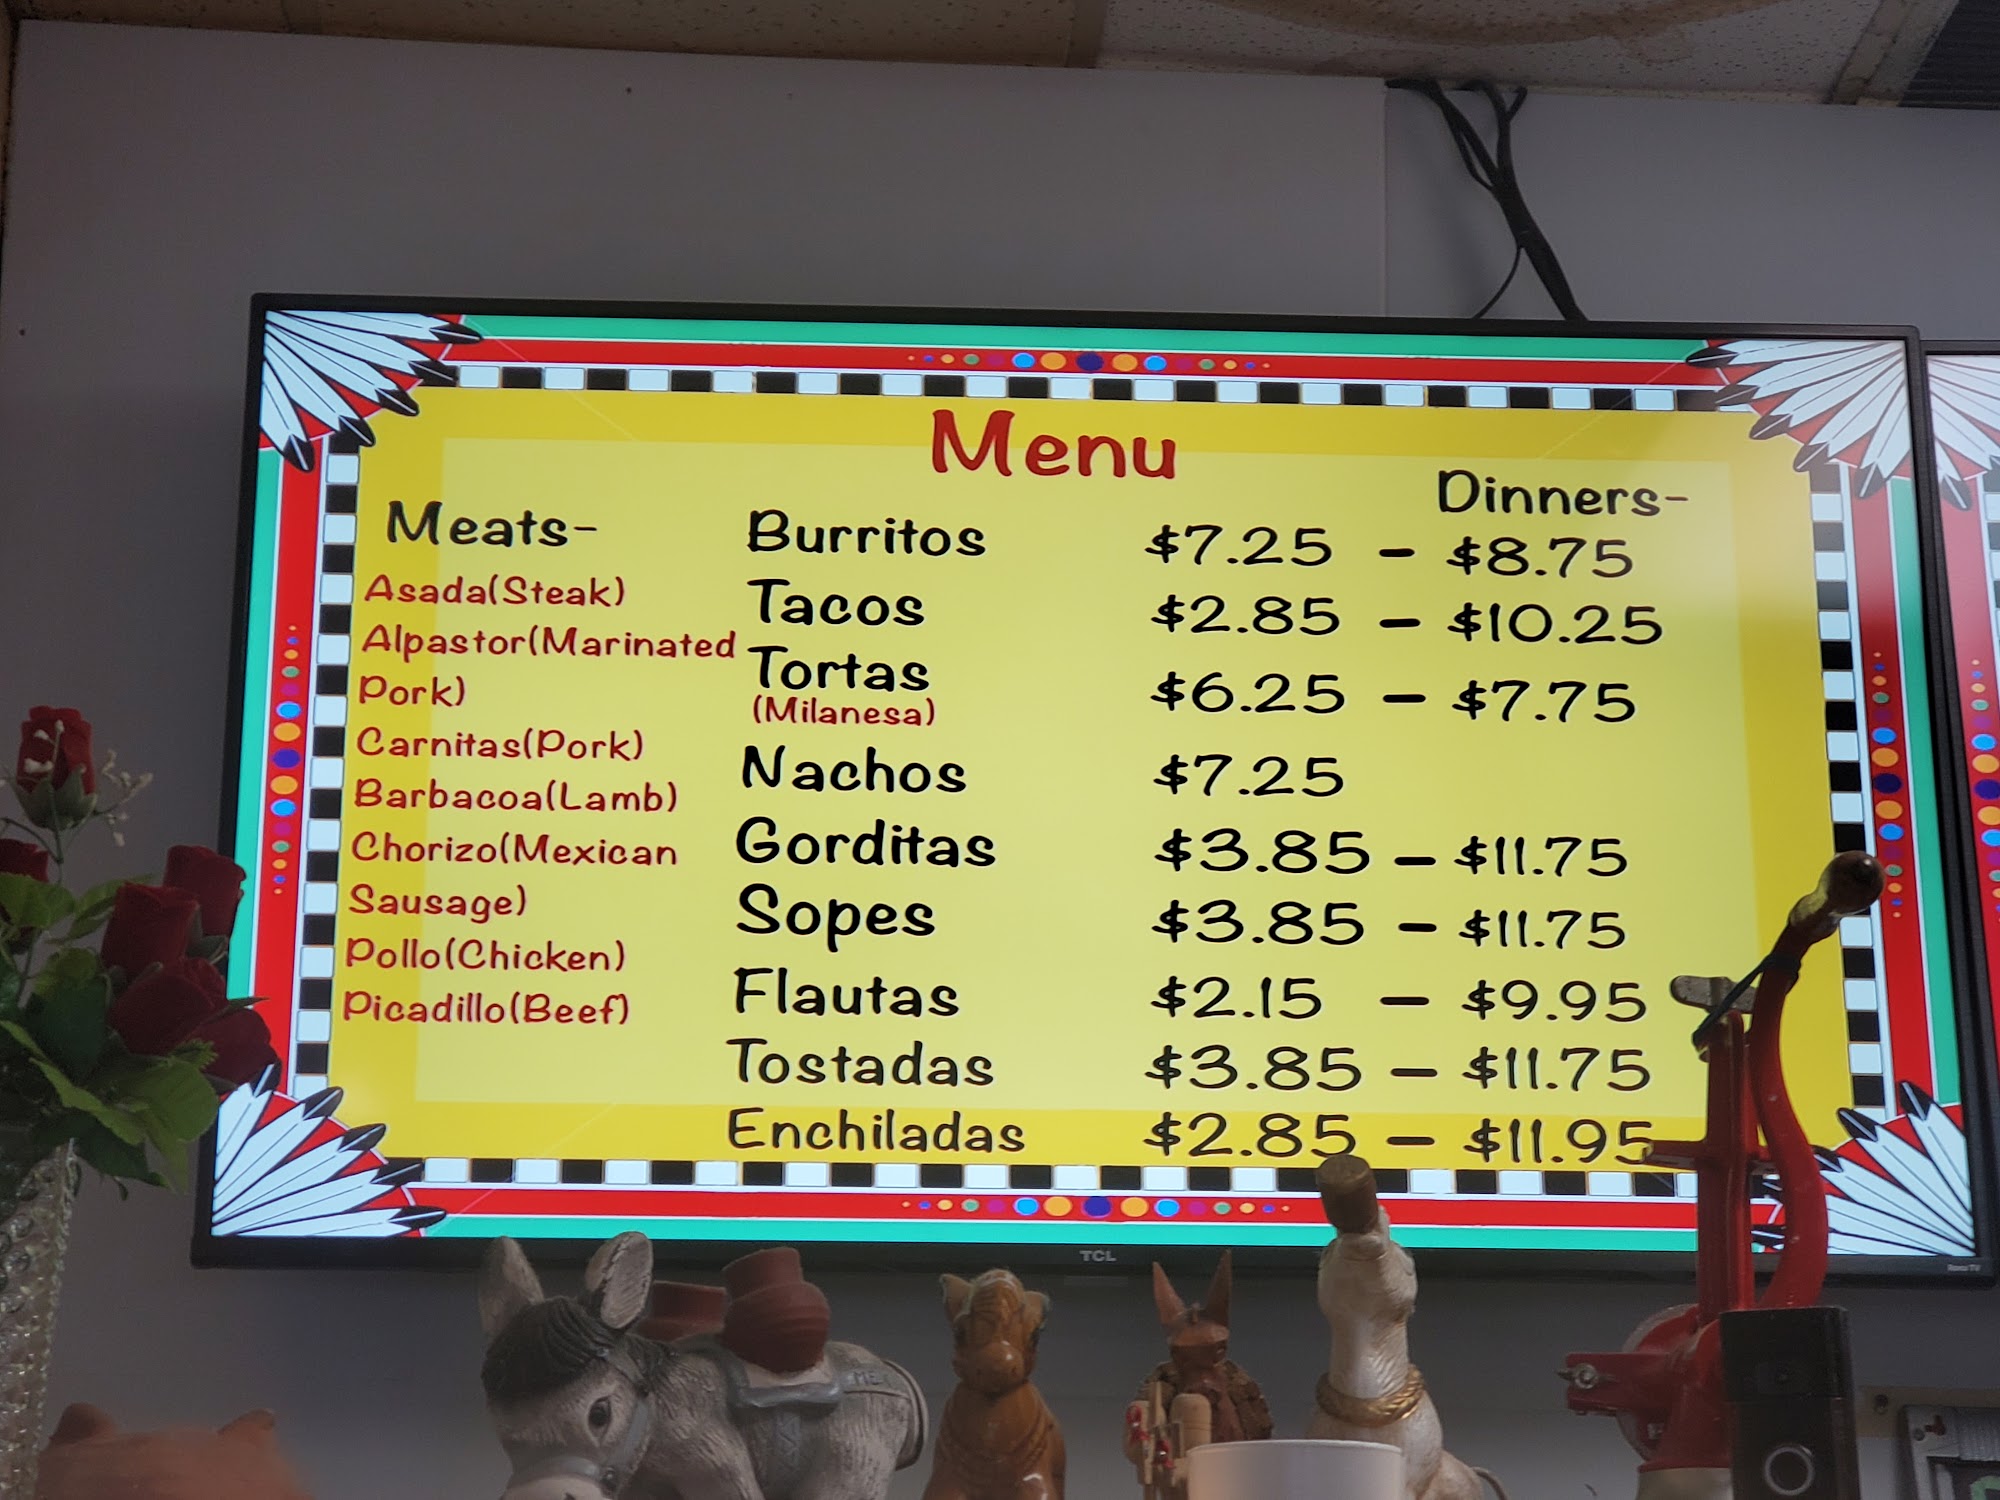 Menu
Meats-
Asada(Steak)
Alpastor(Marinated
Pork)
Carnitas(Pork)
Barbacoa(Lamb)
Chorizo(Mexican
Sausage)
Pollo(Chicken)
Picadillo(Beef)
Dinners-
Burritos $7.25 - $8.75
Tacos $2.85 - $10.25
Tortas $6.25 - $7.75
(Milanesa)
Nachos $7.25
Gorditas $3.85 - $11.75
Sopes $3.85 - $11.75
Flautas $2.15 - $9.95
Tostadas $3.85 - $11.75
Enchiladas $2.85 - $11.95
TCL
Roku TV